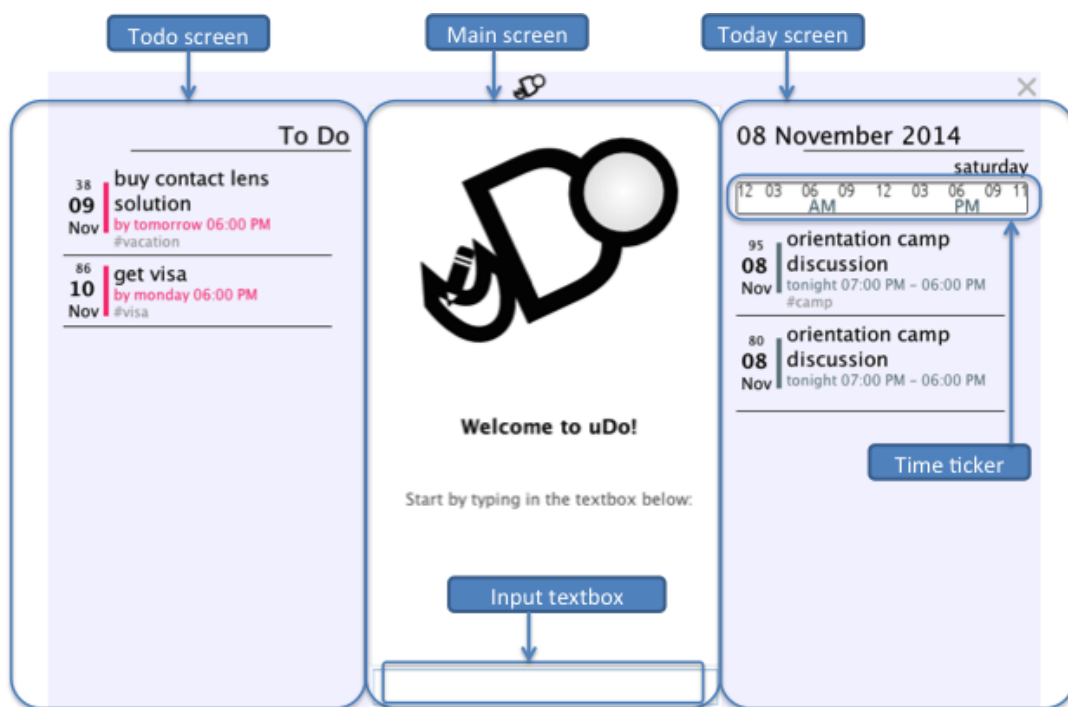 Todo screen
Main screen
Today screen
To Do
38
09
Nov
buy contact lens
solution
by tomorrow 06:00 PM
#vacation
86
10
Nov
get visa
by monday 06:00 PM
#visa
Welcome to uDo!
Start by typing in the textbox below:
Input textbox
08 November 2014
saturday
12 03 06 09 12 03 06 09 11
AM PM
95
08
Nov
orientation camp
discussion
tonight 07:00 PM – 06:00 PM
#camp
80
08
Nov
orientation camp
discussion
tonight 07:00 PM – 06:00 PM
Time ticker